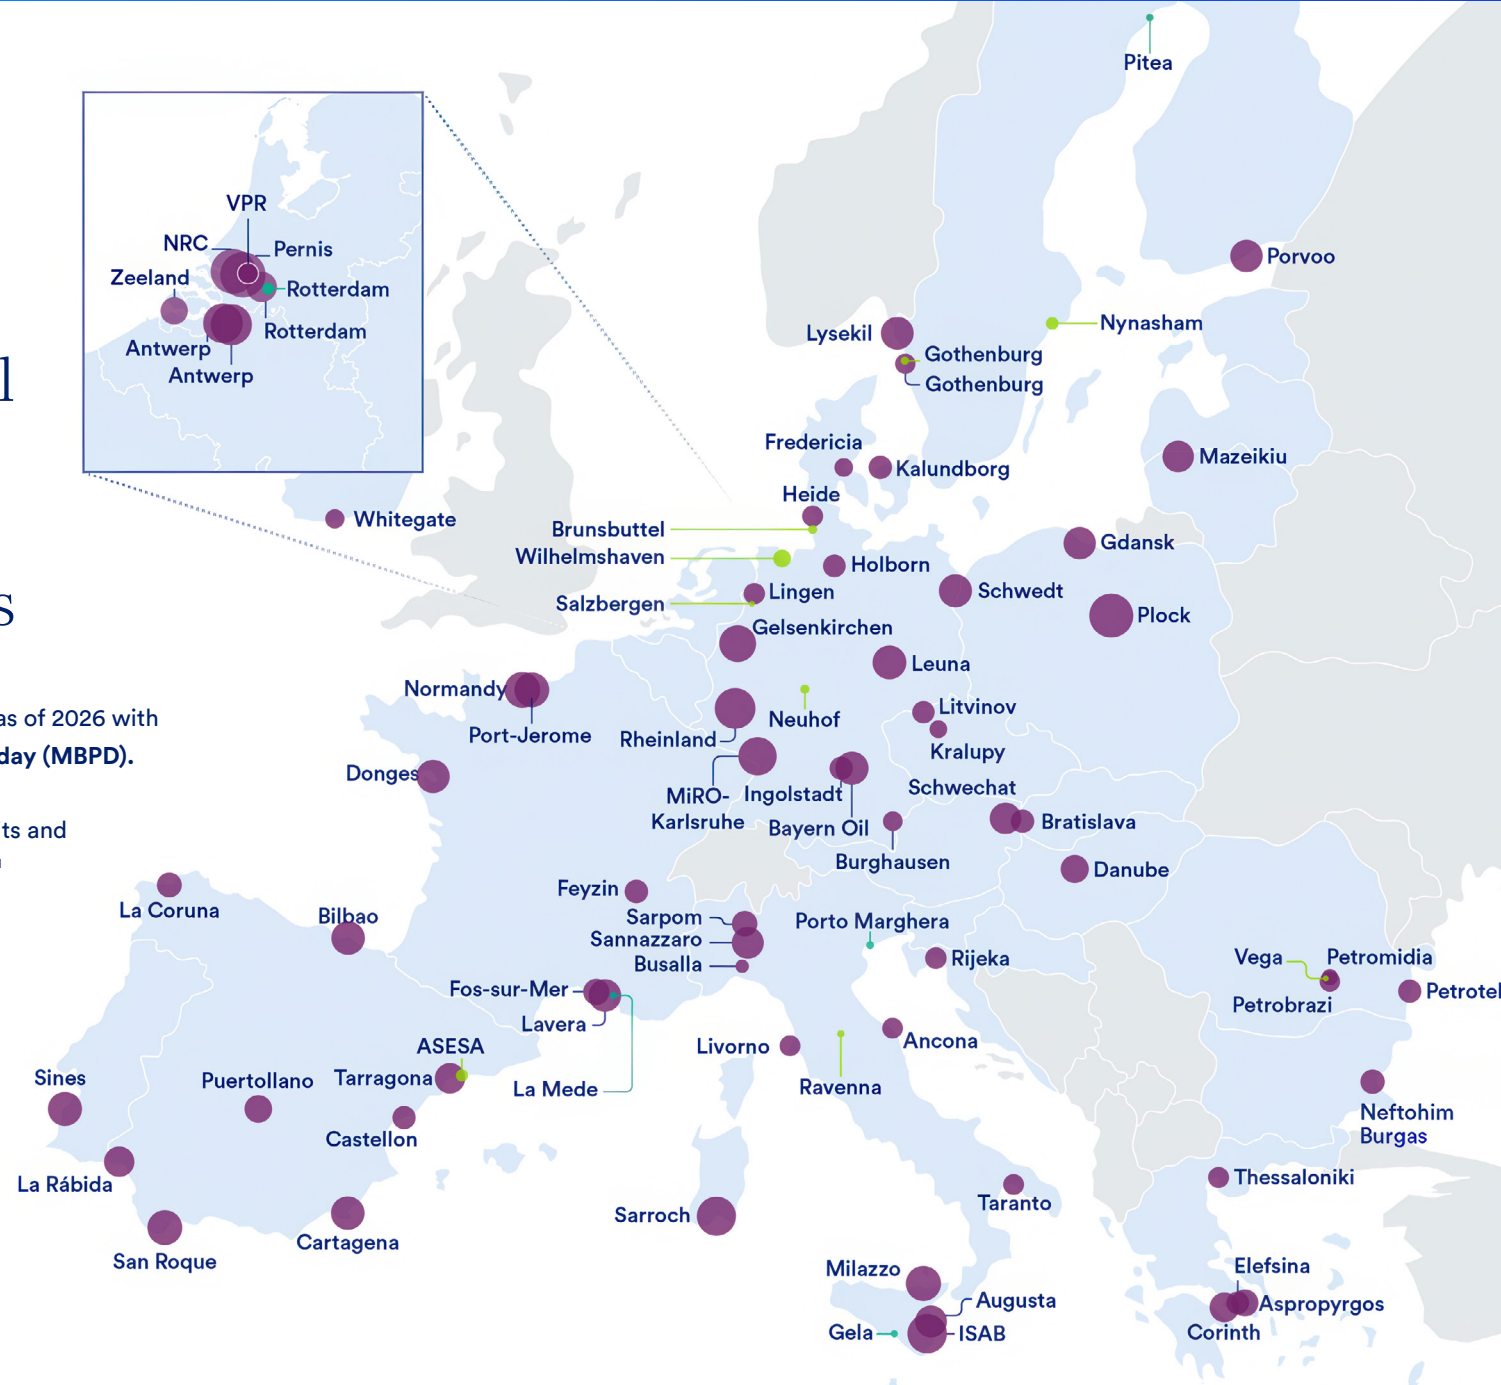 Pitea
VPR
NRC
Pernis
Zeeland
Rotterdam
Rotterdam
Antwerp
Antwerp
Porvoo
Nynasham
Lysekil
Gothenburg
Gothenburg
l
Fredericia
Kalundborg
Mazeikiu
Heide
Whitegate
Brunsbuttel
Wilhelmshaven
Gdansk
Holborn
Lingen
Schwedt
Salzbergen
s
Plock
Gelsenkirchen
Leuna
Normandy
Litvinov
Neuhof
as of 2026 with
Port-Jerome
Rheinland
Kralupy
day (MBPD).
Donges
Schwechat
MiRO-
Karlsruhe
Ingolstadt
Bayern Oil
Bratislava
ts and
Burghausen
Danube
Feyzin
La Coruna
Bilbao
Sarpom
Porto Marghera
Sannazzaro
Busalla
Rijeka
Vega
Petromidia
Fos-sur-Mer
Petrotel
Petrobrazi
Lavera
Livorno
Ancona
ASESA
Sines
Puertollano
Tarragona
La Mede
Ravenna
Castellon
Neftohim
Burgas
La Rábida
Thessaloniki
Taranto
Sarroch
Cartagena
San Roque
Milazzo
Elefsina
Augusta
Aspropyrgos
Gela
ISAB
Corinth